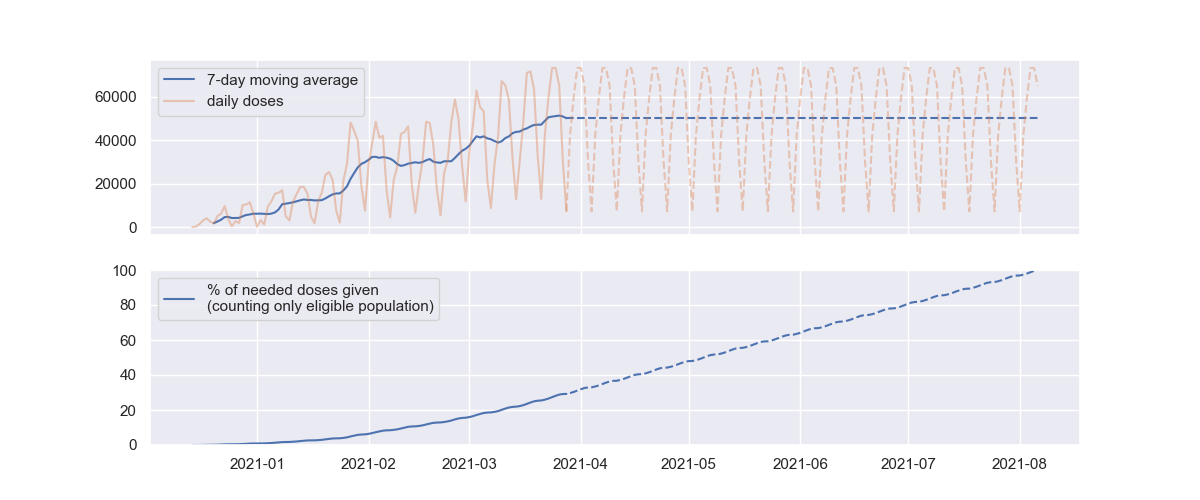 7-day moving average
daily doses
60000
40000
20000
0
% of needed doses given
(counting only eligible population)
100
80
60
40
20
0
2021-01 2021-02 2021-03 2021-04 2021-05 2021-06 2021-07 2021-08